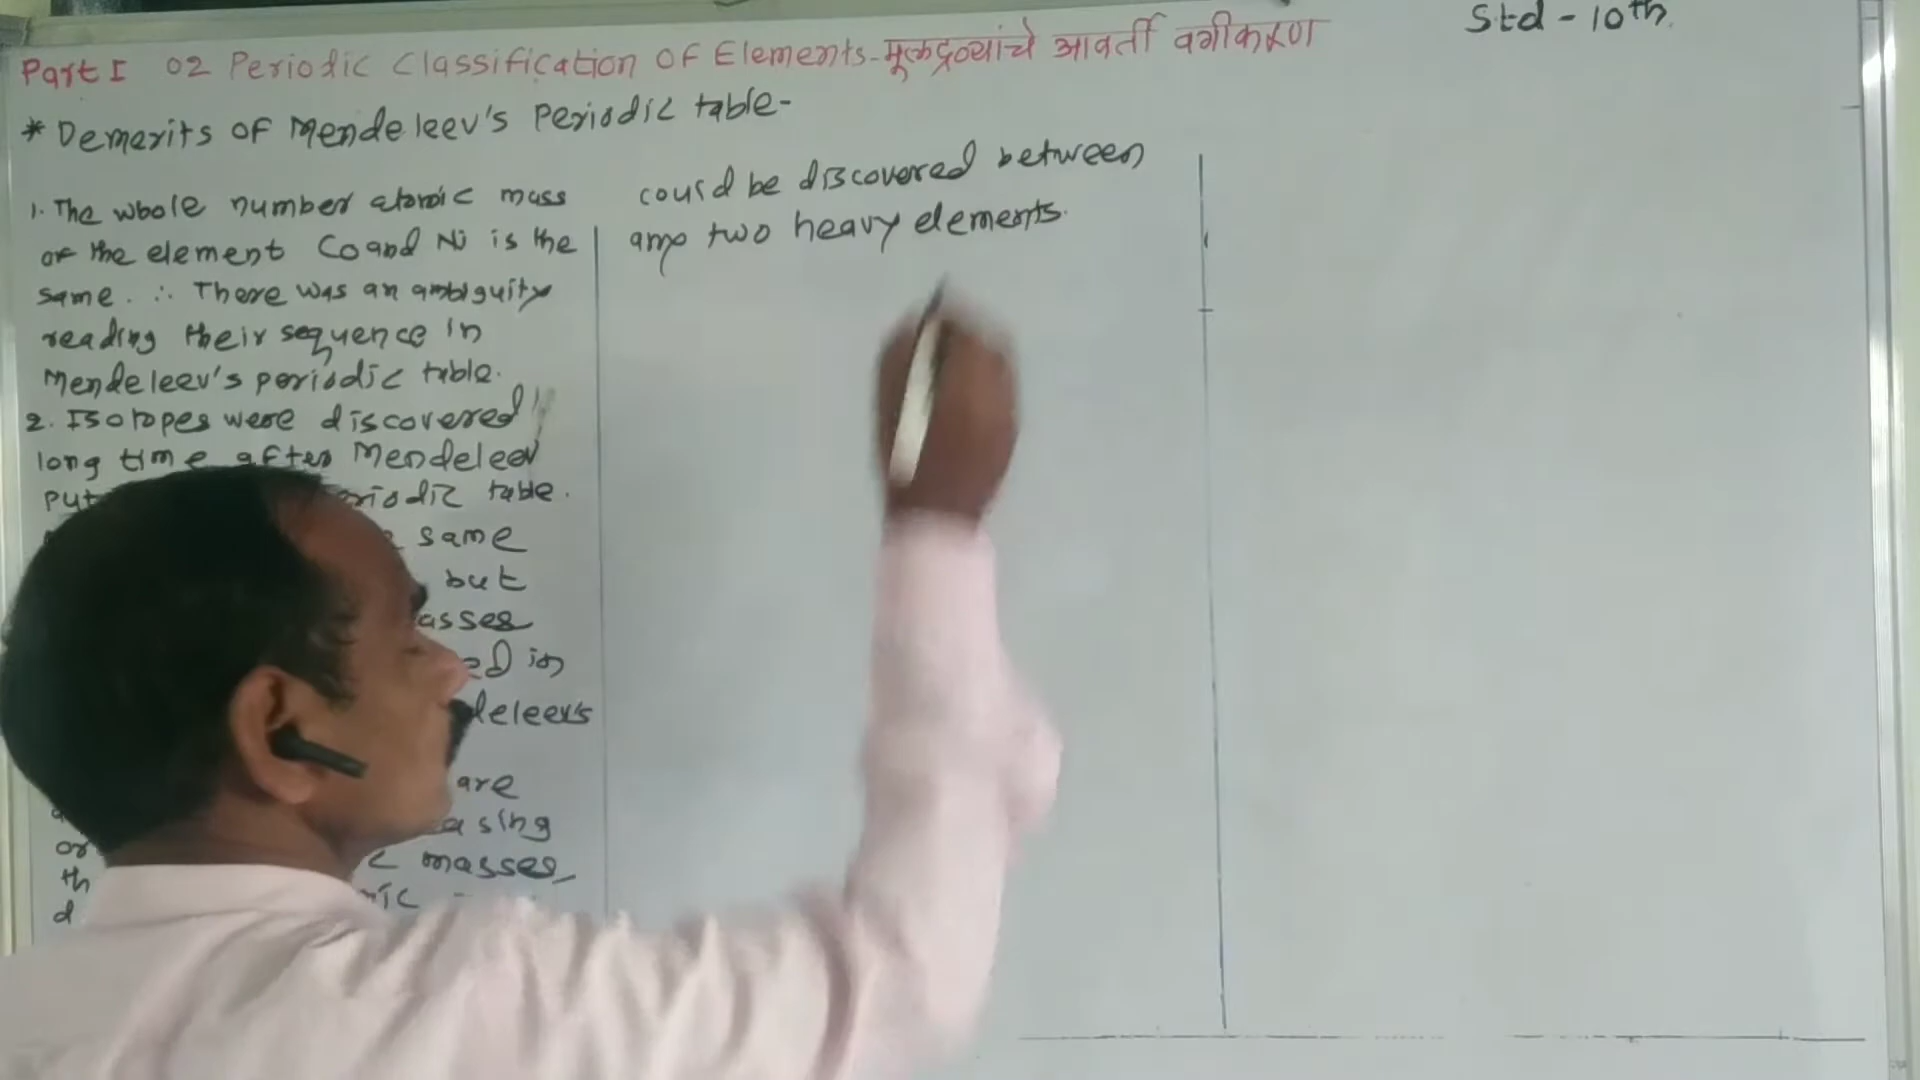 Std - 10th
Part I 02 Periodic Classification Of Elements - मूलद्रव्यांचे आवर्ती वर्गीकरण
* Demerits of Mendeleev's Periodic table-
1. The whole number atomic mass
of the element Co and Ni is the
same. ∴ There was an ambiguity
reading their sequence in
Mendeleev's periodic table.
2. Isotopes were discovered
long time after Mendeleev
put table.
same
but
asses
ed in
deleev's
are
asing
or c masses,
th
d
could be discovered between
any two heavy elements.